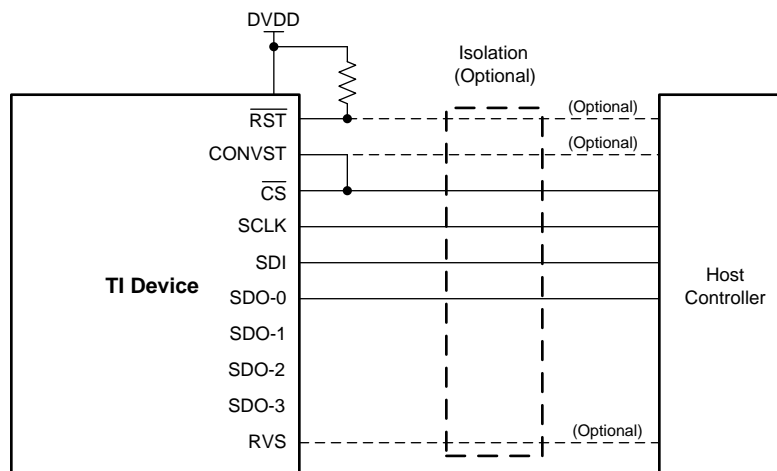 DVDD
Isolation
(Optional)
RST
(Optional)
CONVST
(Optional)
CS
SCLK
SDI
TI Device
SDO-0
Host
Controller
SDO-1
SDO-2
SDO-3
RVS
(Optional)